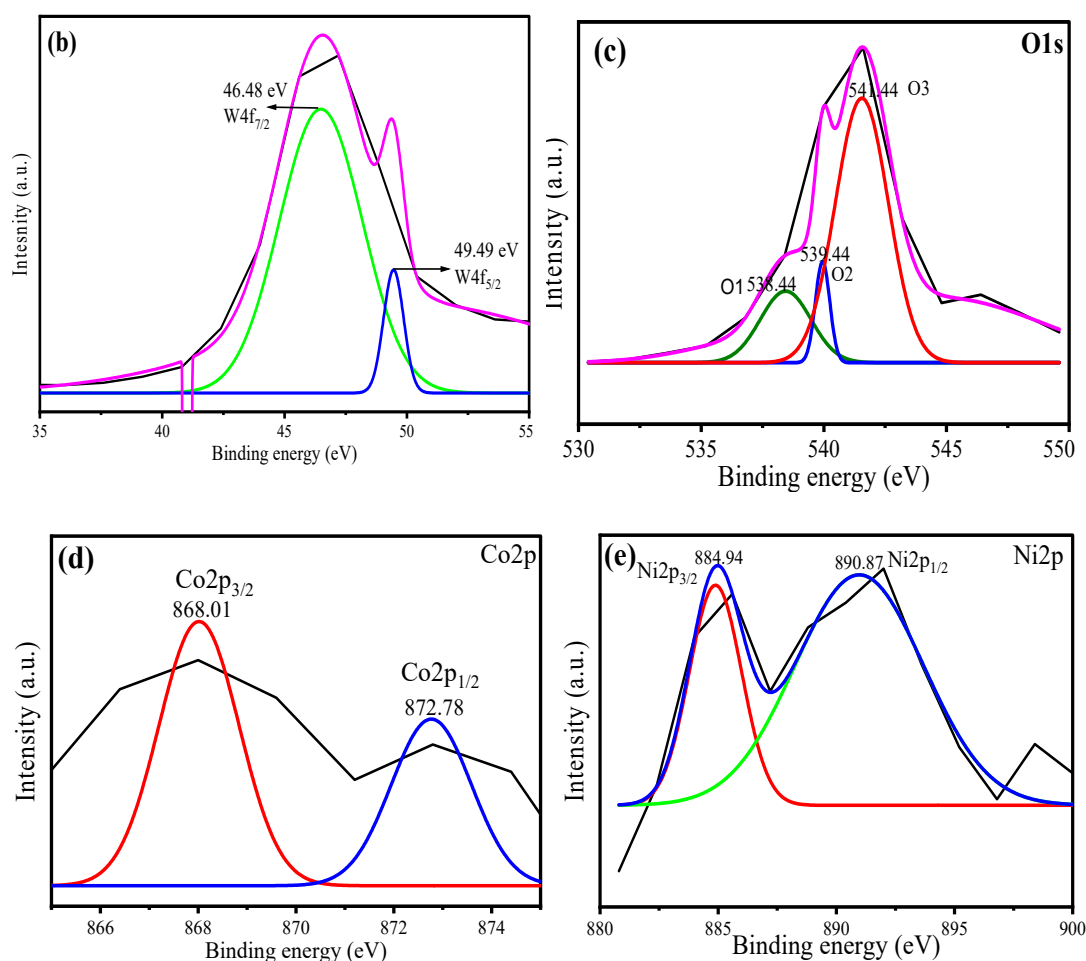 (b)
46.48 eV
W4f7/2
49.49 eV
W4f5/2
Intesnity (a.u.)
35 40 45 50 55
Binding energy (eV)
(c)
O1s
541.44 O3
539.44
O1 538.44 O2
Intensity (a.u.)
530 535 540 545 550
Binding energy (eV)
(d)
Co2p
Co2p3/2
868.01
Co2p1/2
872.78
Intensity (a.u.)
866 868 870 872 874
Binding energy (eV)
(e)
Ni2p
884.94
Ni2p3/2
890.87 Ni2p1/2
Intensity (a.u.)
880 885 890 895 900
Binding energy (eV)